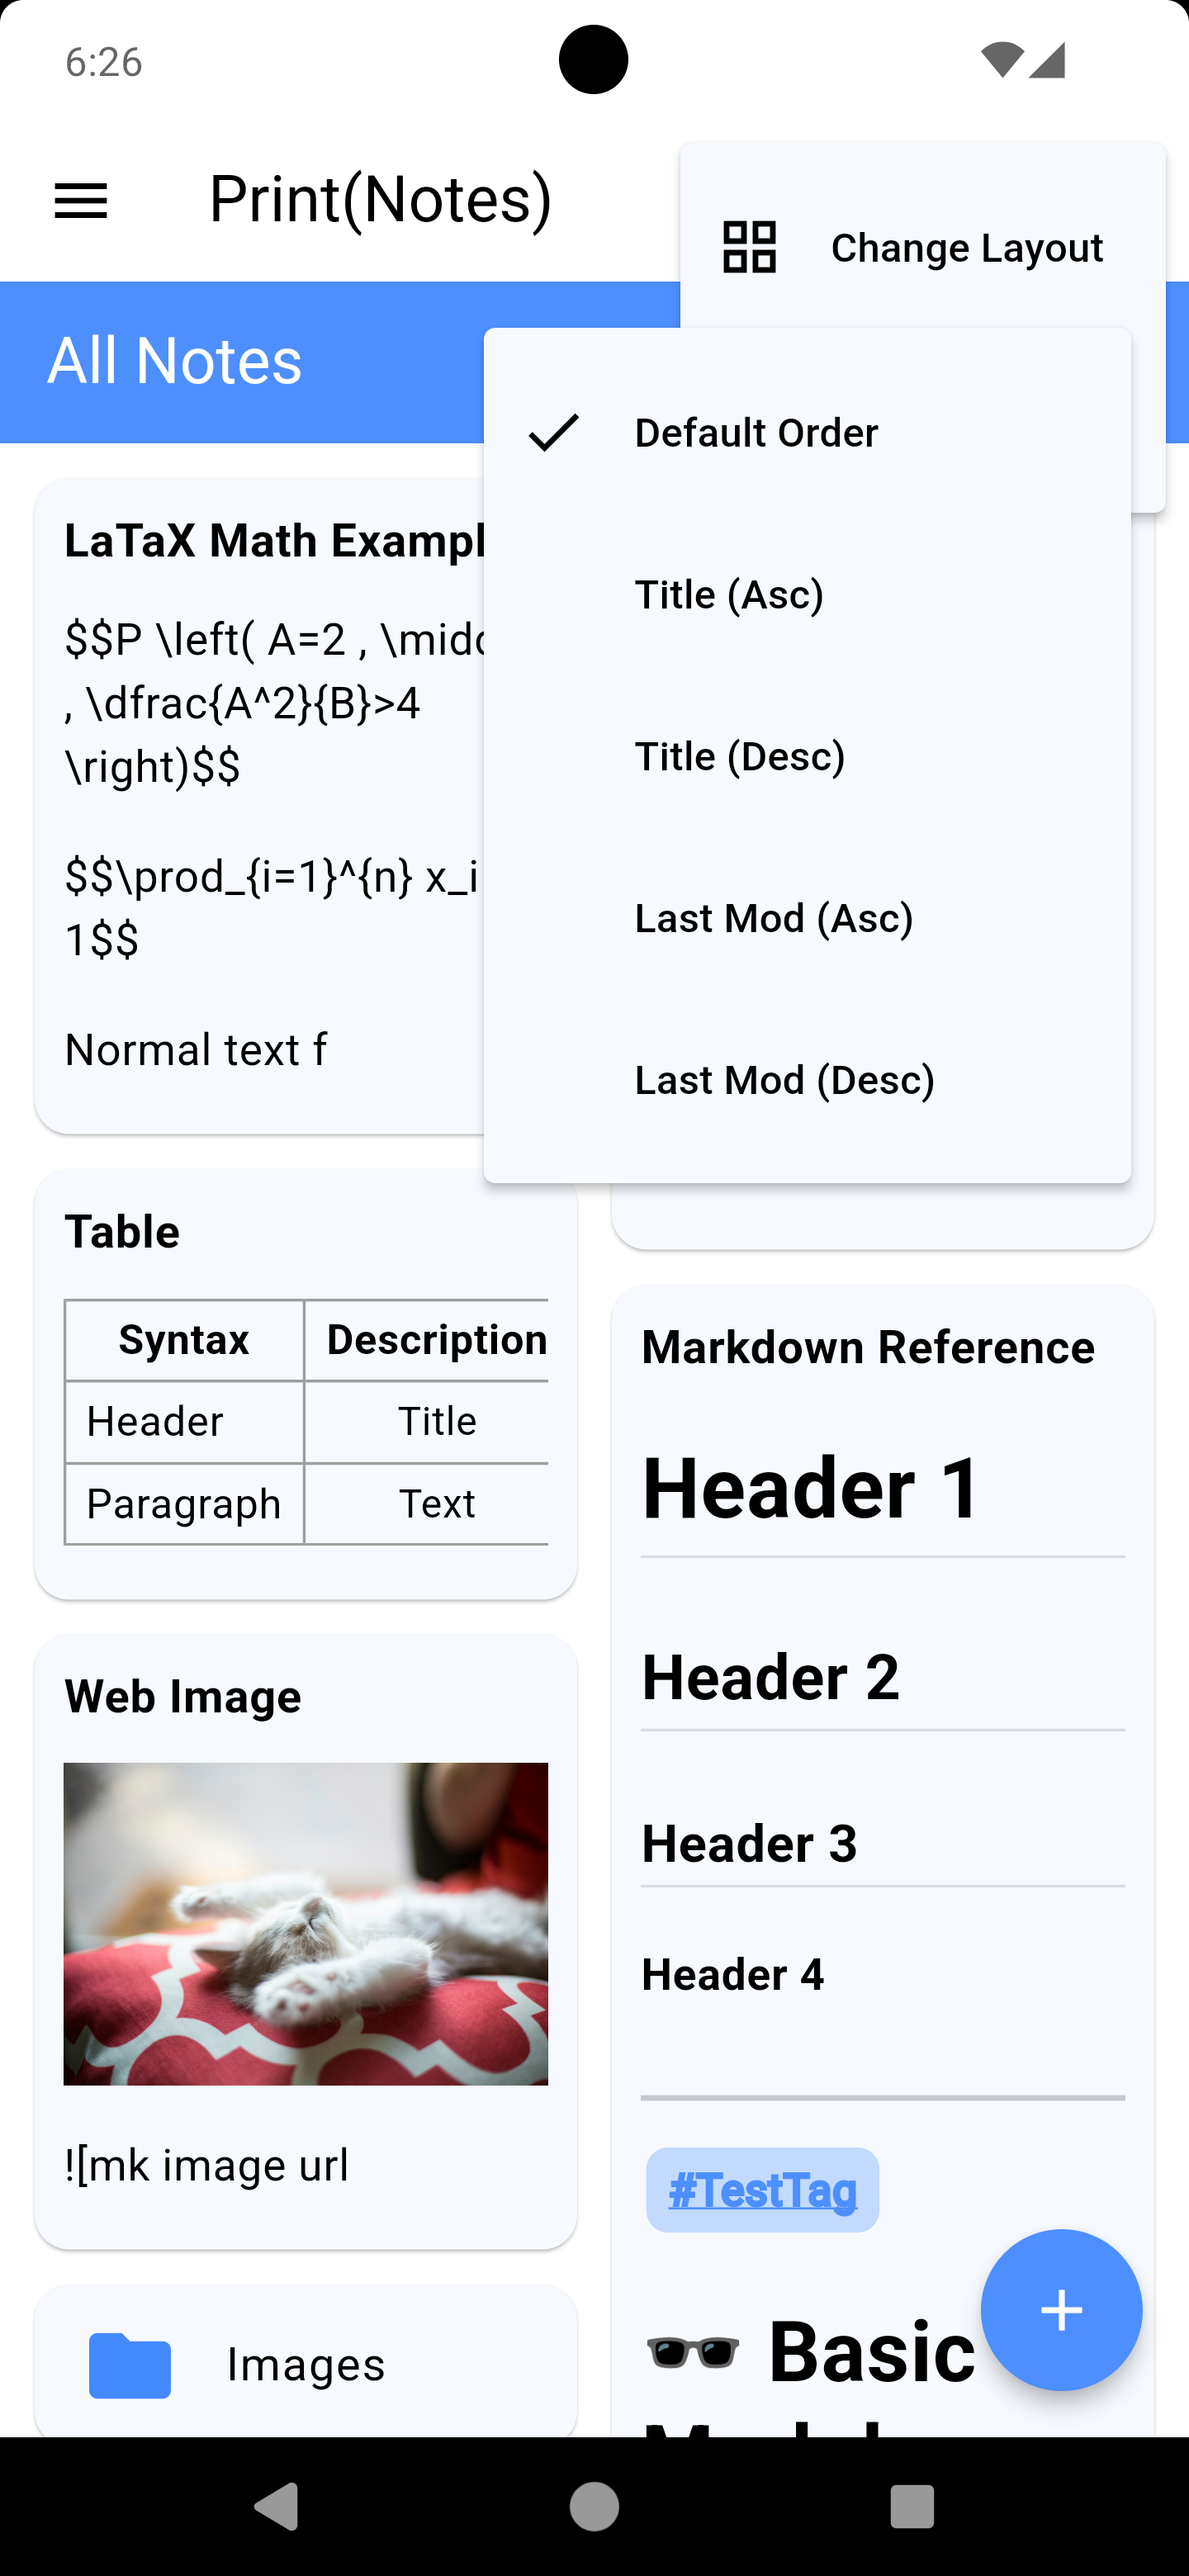 6:26
Print(Notes)
Change Layout
All Notes
Default Order
Title (Asc)
Title (Desc)
Last Mod (Asc)
Last Mod (Desc)
LaTaX Math Exampl
$$P \left( A=2 , \mid
, \dfrac{A^2}{B}>4
\right)$$
$$\prod_{i=1}^{n} x_i
1$$
Normal text f
Table
Syntax Description
Header Title
Paragraph Text
Web Image
![mk image url
Images
Markdown Reference
Header 1
Header 2
Header 3
Header 4
#TestTag
🕶️ Basic